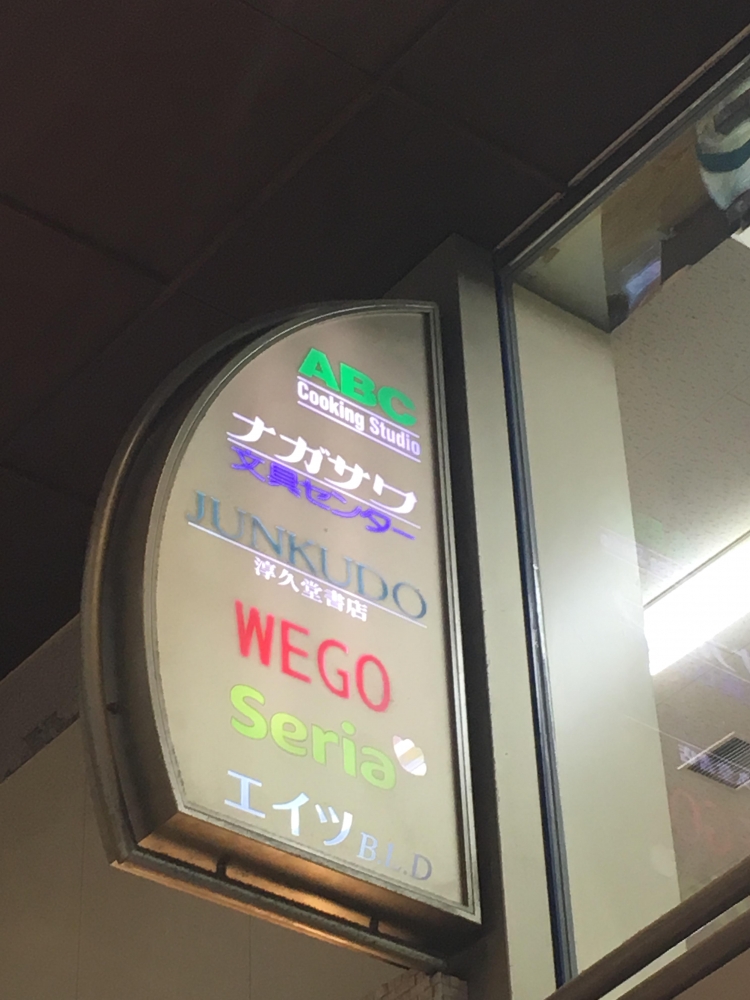 ABC
Cooking Studio
ナガサワ
文具センター
JUNKUDO
淳久堂書店
WEGO
Seria
エイツ B.L.D